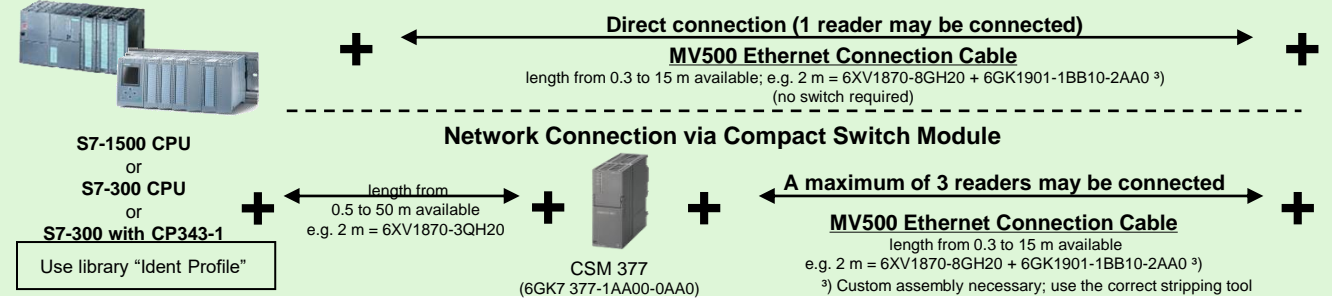 Direct connection (1 reader may be connected)
MV500 Ethernet Connection Cable
length from 0.3 to 15 m available; e.g. 2 m = 6XV1870-8GH20 + 6GK1901-1BB10-2AA0 ³)
(no switch required)
Network Connection via Compact Switch Module
S7-1500 CPU
or
S7-300 CPU
or
S7-300 with CP343-1
Use library “Ident Profile”
length from
0.5 to 50 m available
e.g. 2 m = 6XV1870-3QH20
CSM 377
(6GK7 377-1AA00-0AA0)
A maximum of 3 readers may be connected
MV500 Ethernet Connection Cable
length from 0.3 to 15 m available
e.g. 2 m = 6XV1870-8GH20 + 6GK1901-1BB10-2AA0 ³)
³) Custom assembly necessary; use the correct stripping tool